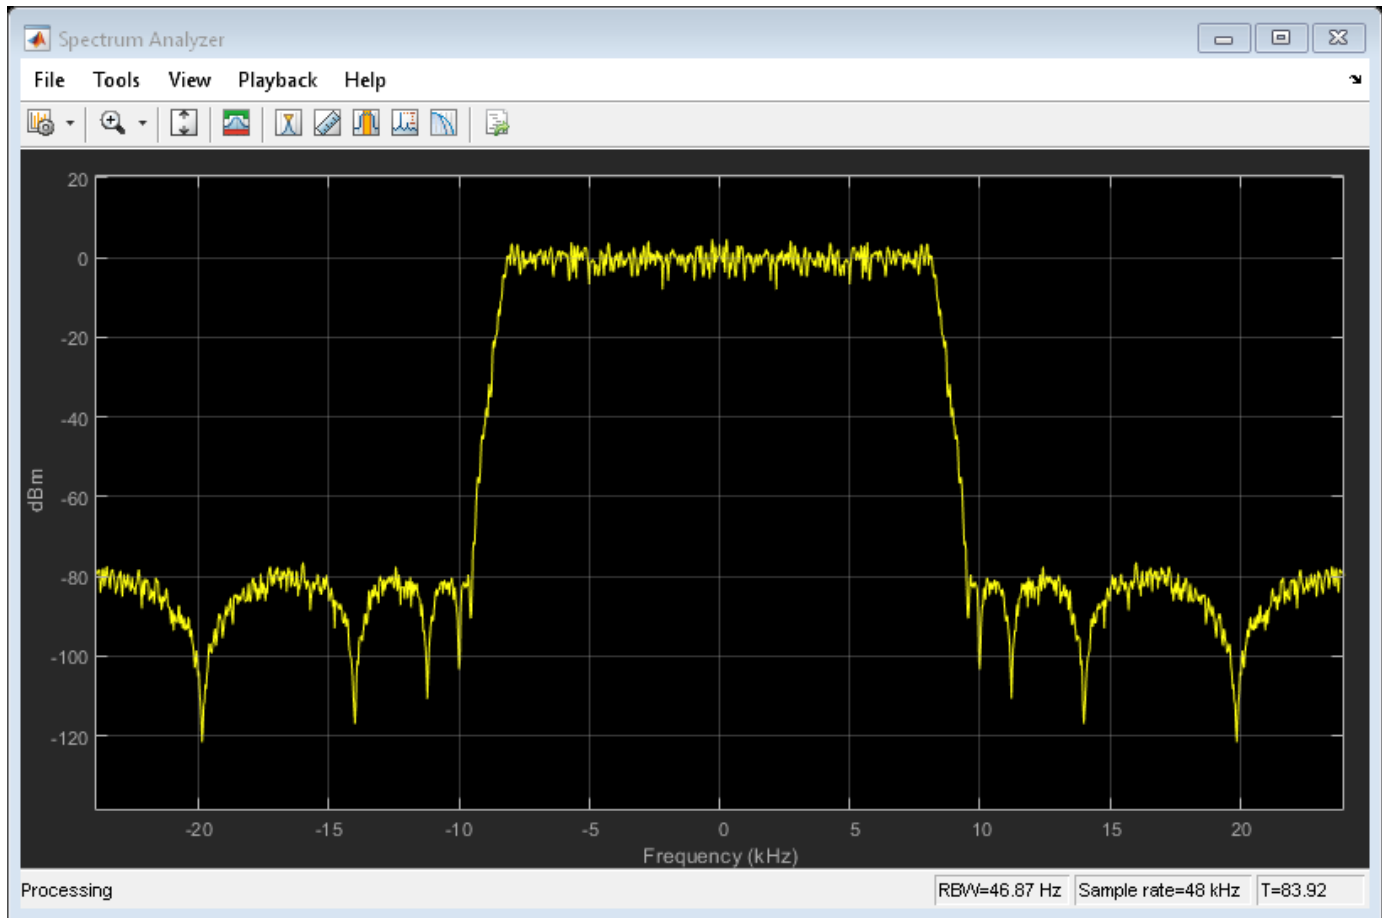 Spectrum Analyzer
File Tools View Playback Help
20
0
-20
-40
-60
-80
-100
-120
dBm
-20 -15 -10 -5 0 5 10 15 20
Frequency (kHz)
Processing RBW=46.87 Hz Sample rate=48 kHz T=83.92